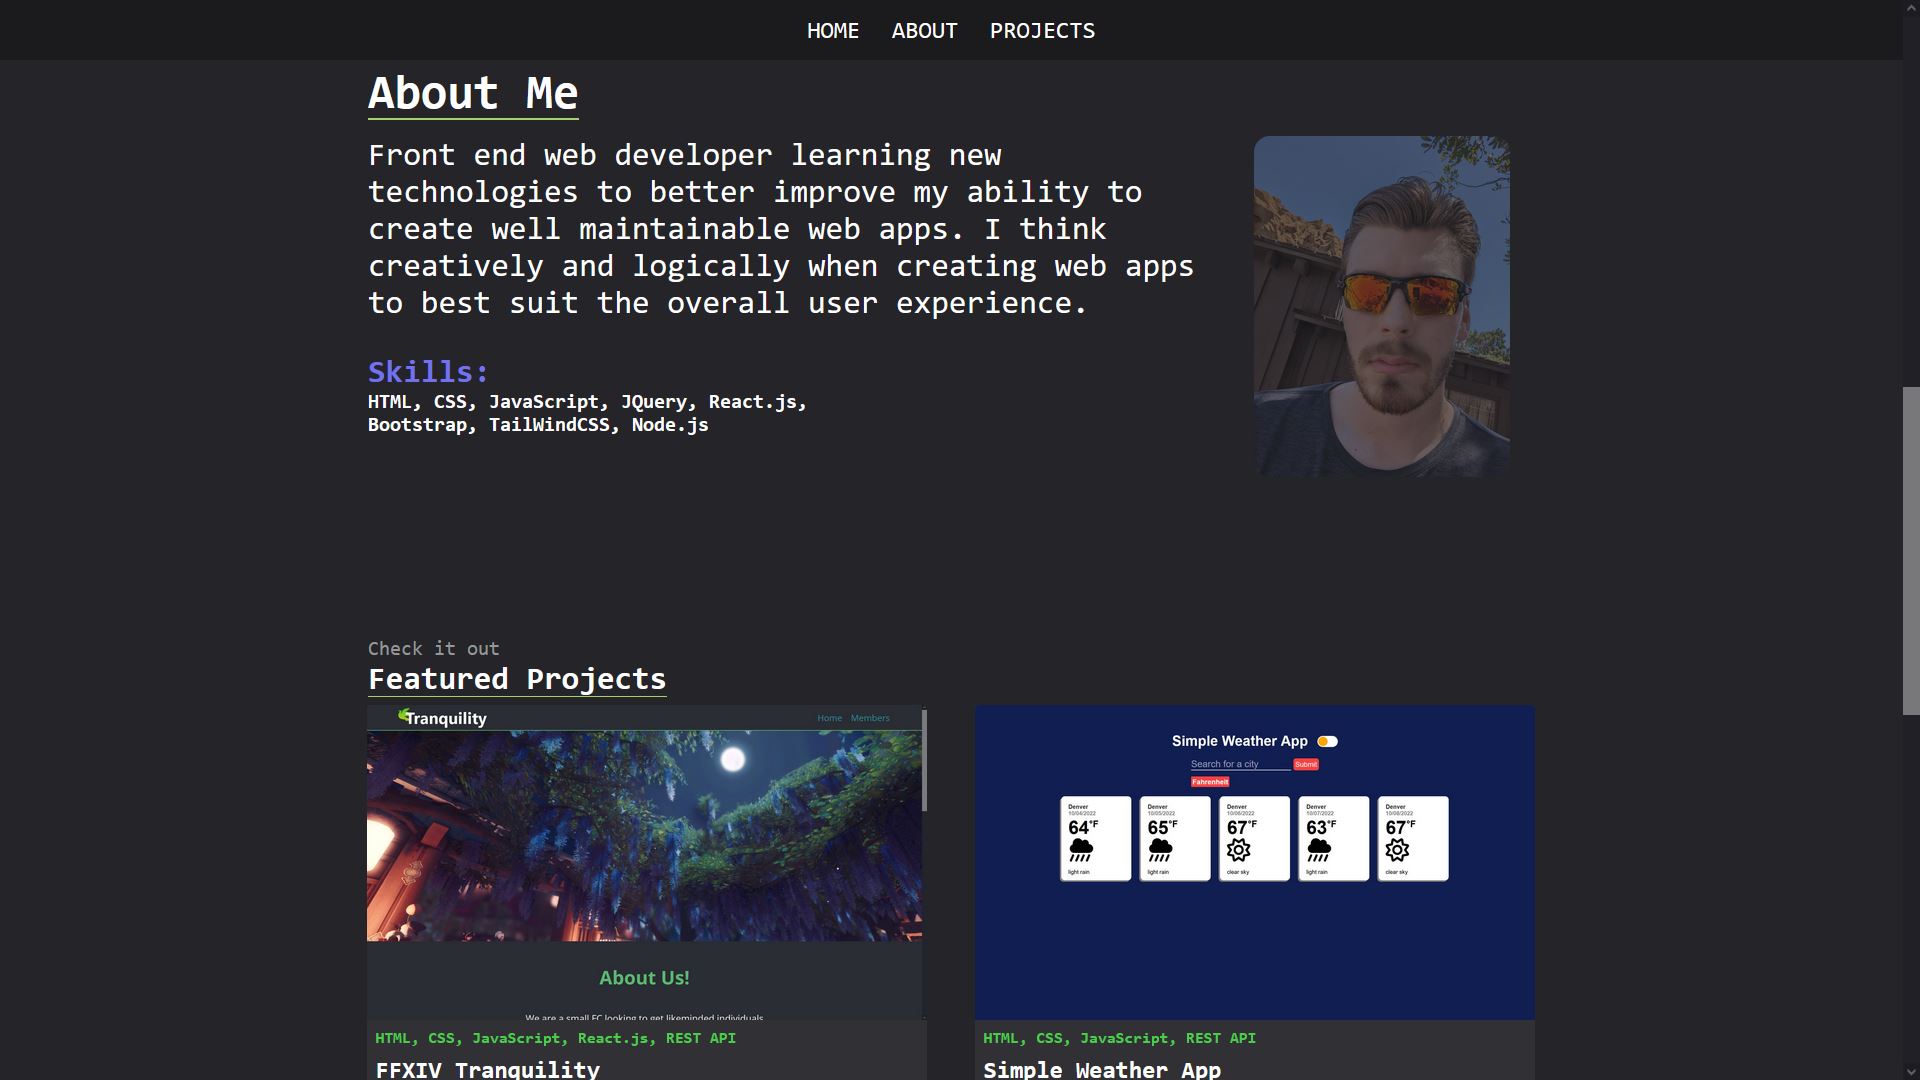 HOME ABOUT PROJECTS
About Me
Front end web developer learning new
technologies to better improve my ability to
create well maintainable web apps. I think
creatively and logically when creating web apps
to best suit the overall user experience.
Skills:
HTML, CSS, JavaScript, JQuery, React.js,
Bootstrap, TailWindCSS, Node.js
Check it out
Featured Projects
Tranquility
Home Members
About Us!
We are a small FC looking to get likeminded individuals
HTML, CSS, JavaScript, React.js, REST API
FFXIV Tranquility
Simple Weather App
Search for a city Submit
Fahrenheit
Denver
10/04/2022
64°F
light rain
Denver
10/05/2022
65°F
light rain
Denver
10/06/2022
67°F
clear sky
Denver
10/07/2022
63°F
light rain
Denver
10/08/2022
67°F
clear sky
HTML, CSS, JavaScript, REST API
Simple Weather App